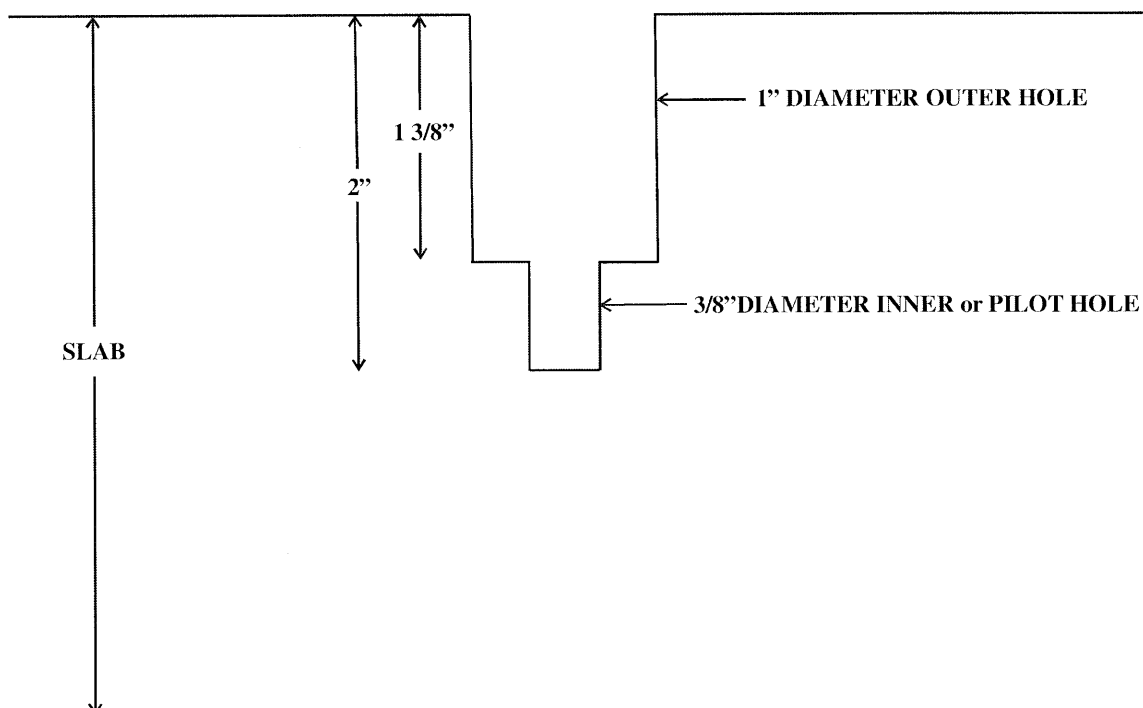 1” DIAMETER OUTER HOLE
1 3/8”
2”
3/8”DIAMETER INNER or PILOT HOLE
SLAB